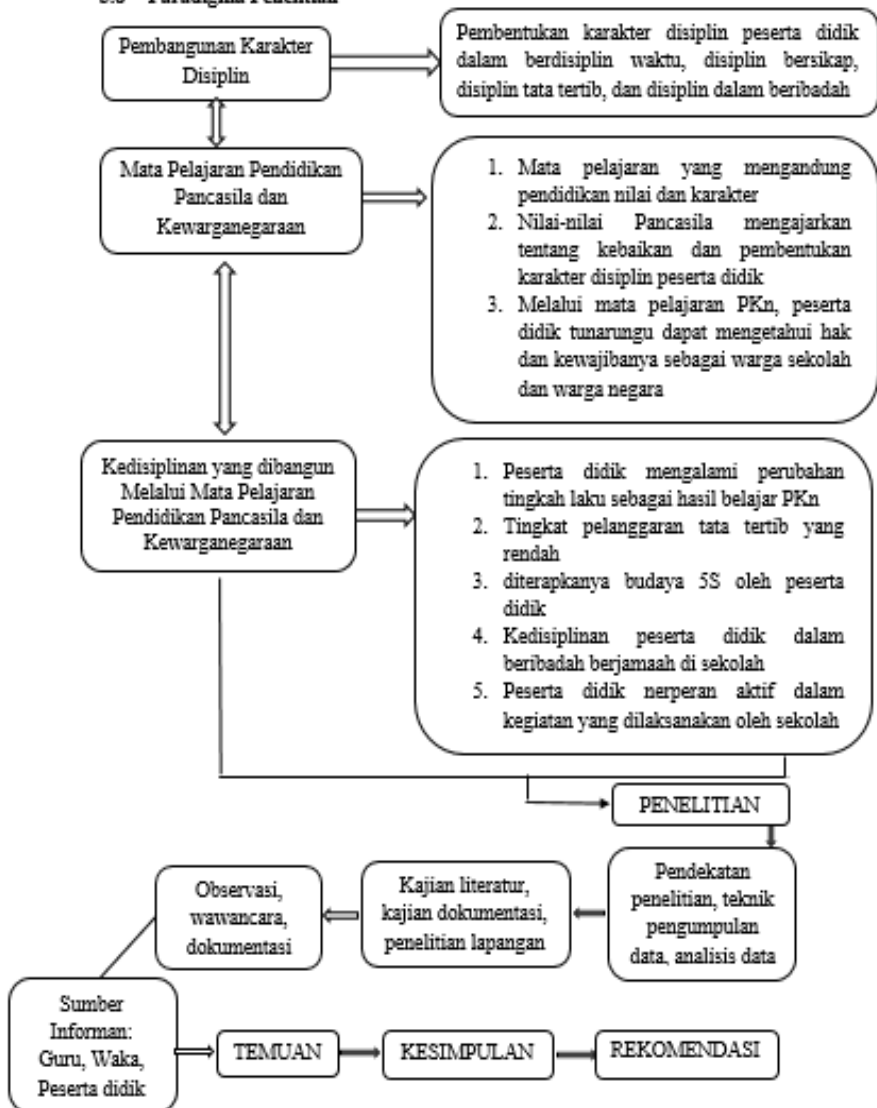 Paradigma Penelitian
Pembangunan Karakter
Disiplin
Pembentukan karakter disiplin peserta didik
dalam berdisiplin waktu, disiplin bersikap,
disiplin tata tertib, dan disiplin dalam beribadah
Mata Pelajaran Pendidikan
Pancasila dan
Kewarganegaraan
1. Mata pelajaran yang mengandung
pendidikan nilai dan karakter
2. Nilai-nilai Pancasila mengajarkan
tentang kebaikan dan pembentukan
karakter disiplin peserta didik
3. Melalui mata pelajaran PKn, peserta
didik tunarungu dapat mengetahui hak
dan kewajibanya sebagai warga sekolah
dan warga negara
Kedisiplinan yang dibangun
Melalui Mata Pelajaran
Pendidikan Pancasila dan
Kewarganegaraan
1. Peserta didik mengalami perubahan
tingkah laku sebagai hasil belajar PKn
2. Tingkat pelanggaran tata tertib yang
rendah
3. diterapkanya budaya 5S oleh peserta
didik
4. Kedisiplinan peserta didik dalam
beribadah berjamaah di sekolah
5. Peserta didik nerperan aktif dalam
kegiatan yang dilaksanakan oleh sekolah
PENELITIAN
Pendekatan
penelitian, teknik
pengumpulan
data, analisis data
Kajian literatur,
kajian dokumentasi,
penelitian lapangan
Observasi,
wawancara,
dokumentasi
Sumber
Informan:
Guru, Waka,
Peserta didik
TEMUAN
KESIMPULAN
REKOMENDASI